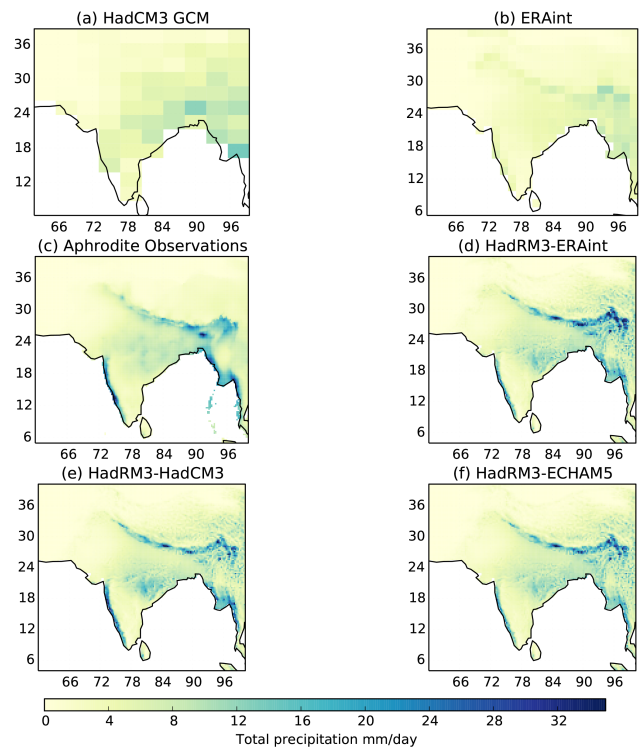 (a) HadCM3 GCM
(b) ERAint
36
30
24
18
12
66 72 78 84 90 96
36
30
24
18
12
6
66 72 78 84 90 96
(c) Aphrodite Observations
(d) HadRM3-ERAint
36
30
24
18
12
6
66 72 78 84 90 96
36
30
24
18
12
6
66 72 78 84 90 96
(e) HadRM3-HadCM3
(f) HadRM3-ECHAM5
36
30
24
18
12
6
66 72 78 84 90 96
36
30
24
18
12
6
66 72 78 84 90 96
0 4 8 12 16 20 24 28 32
Total precipitation mm/day